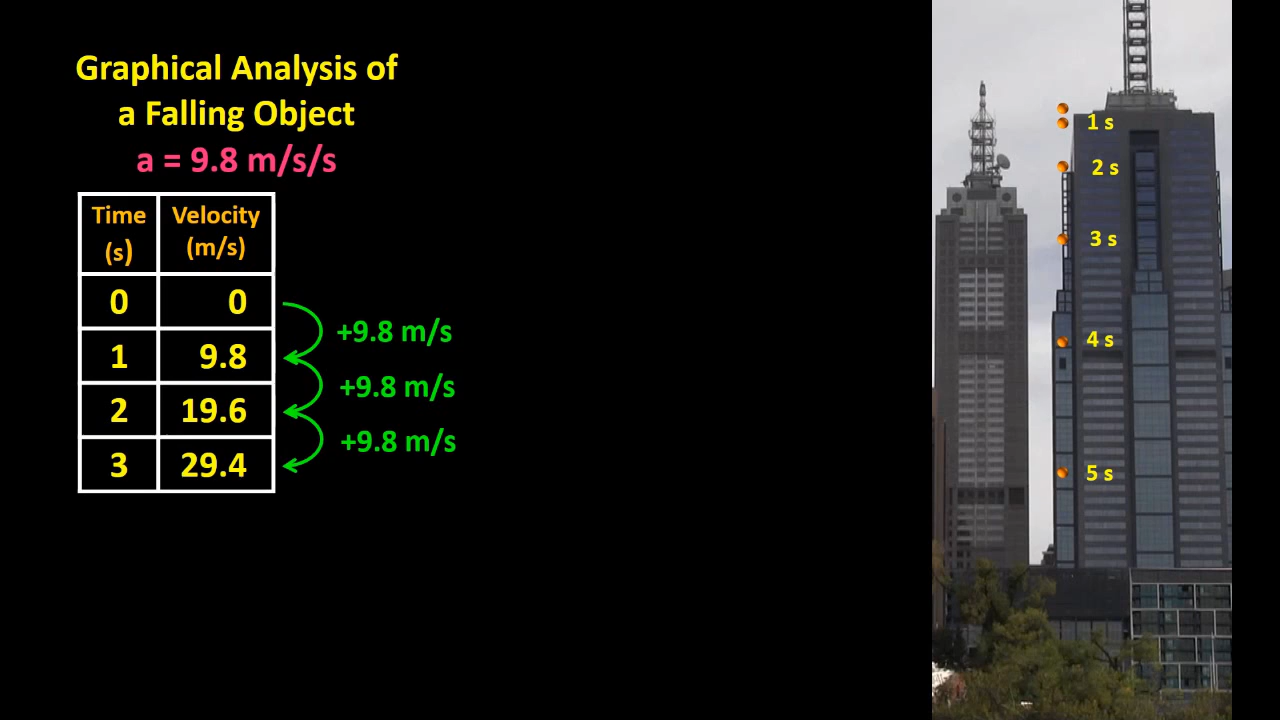 Graphical Analysis of
a Falling Object
a = 9.8 m/s/s
Time Velocity
(s) (m/s)
0 0
+9.8 m/s
1 9.8
+9.8 m/s
2 19.6
+9.8 m/s
3 29.4
1 s
2 s
3 s
4 s
5 s